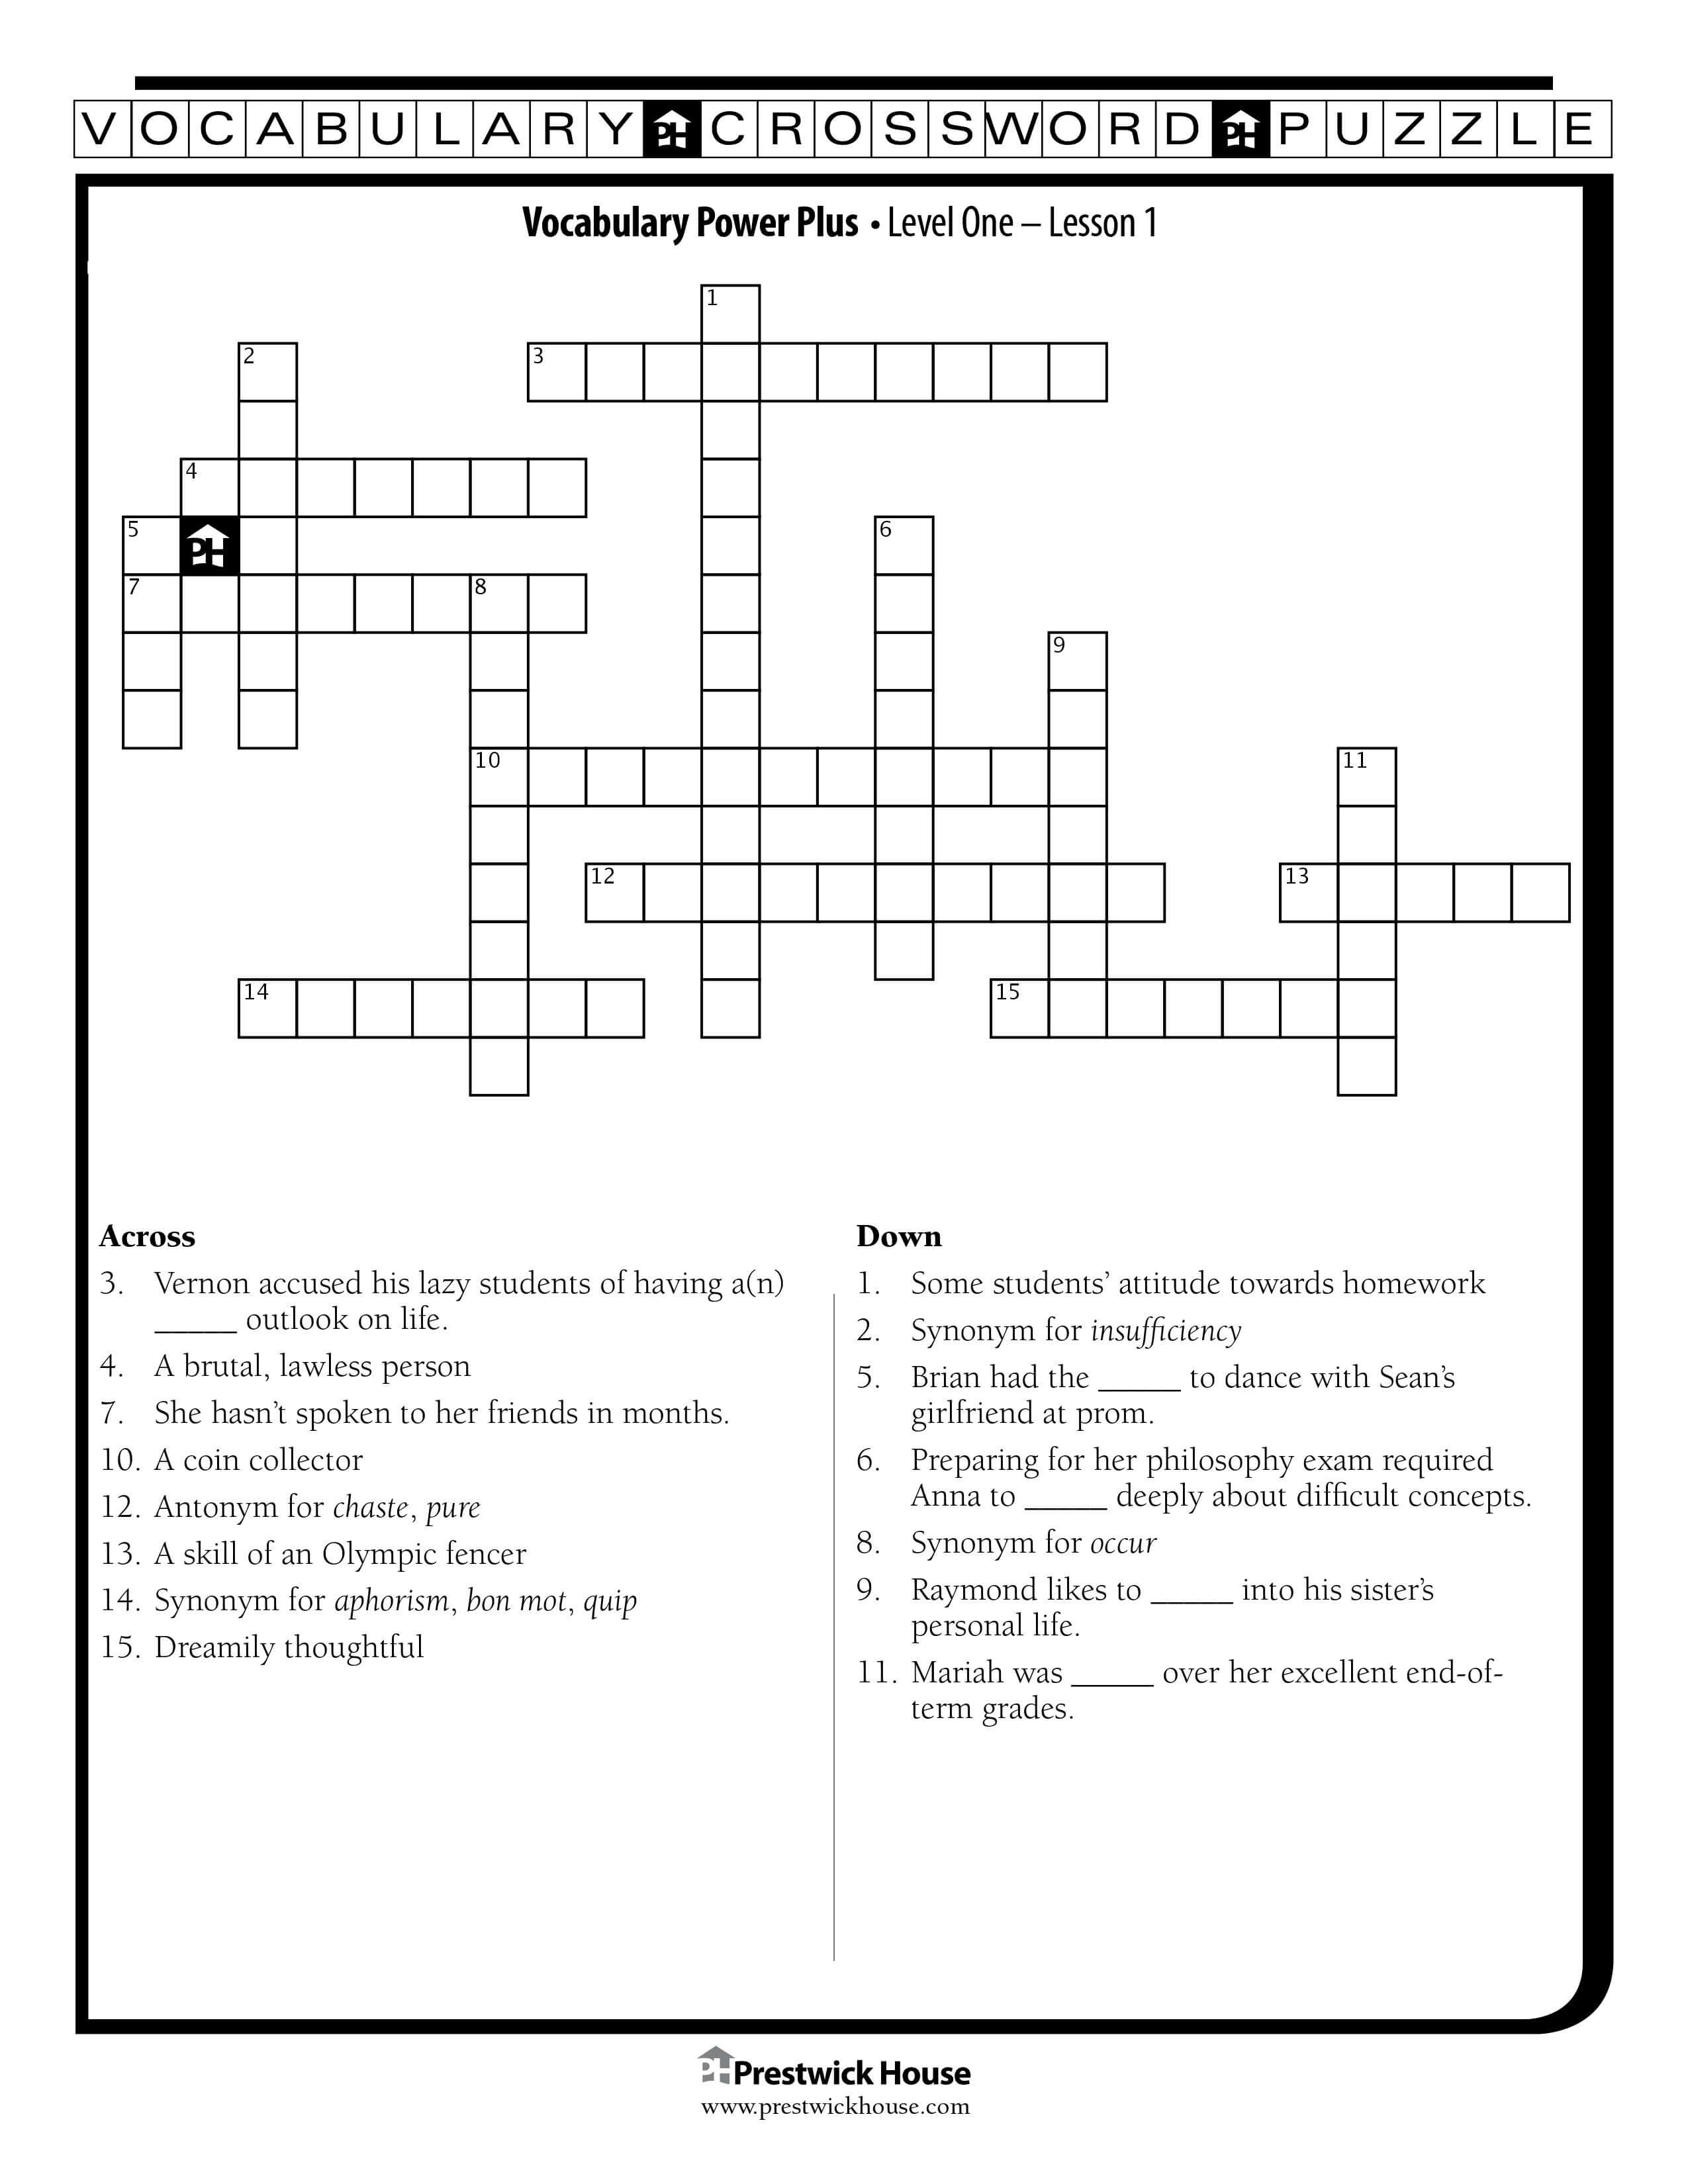 VOCABULARY PH CROSSWORD PH PUZZLE
Vocabulary Power Plus • Level One – Lesson 1
1
2
3
4
5
PH
6
7
8
9
10
11
12
13
14
15
Across
3. Vernon accused his lazy students of having a(n)
_____ outlook on life.
4. A brutal, lawless person
7. She hasn't spoken to her friends in months.
10. A coin collector
12. Antonym for chaste, pure
13. A skill of an Olympic fencer
14. Synonym for aphorism, bon mot, quip
15. Dreamily thoughtful
Down
1. Some students' attitude towards homework
2. Synonym for insufficiency
5. Brian had the _____ to dance with Sean's
girlfriend at prom.
6. Preparing for her philosophy exam required
Anna to _____ deeply about difficult concepts.
8. Synonym for occur
9. Raymond likes to _____ into his sister's
personal life.
11. Mariah was _____ over her excellent end-of-
term grades.
PH Prestwick House
www.prestwickhouse.com